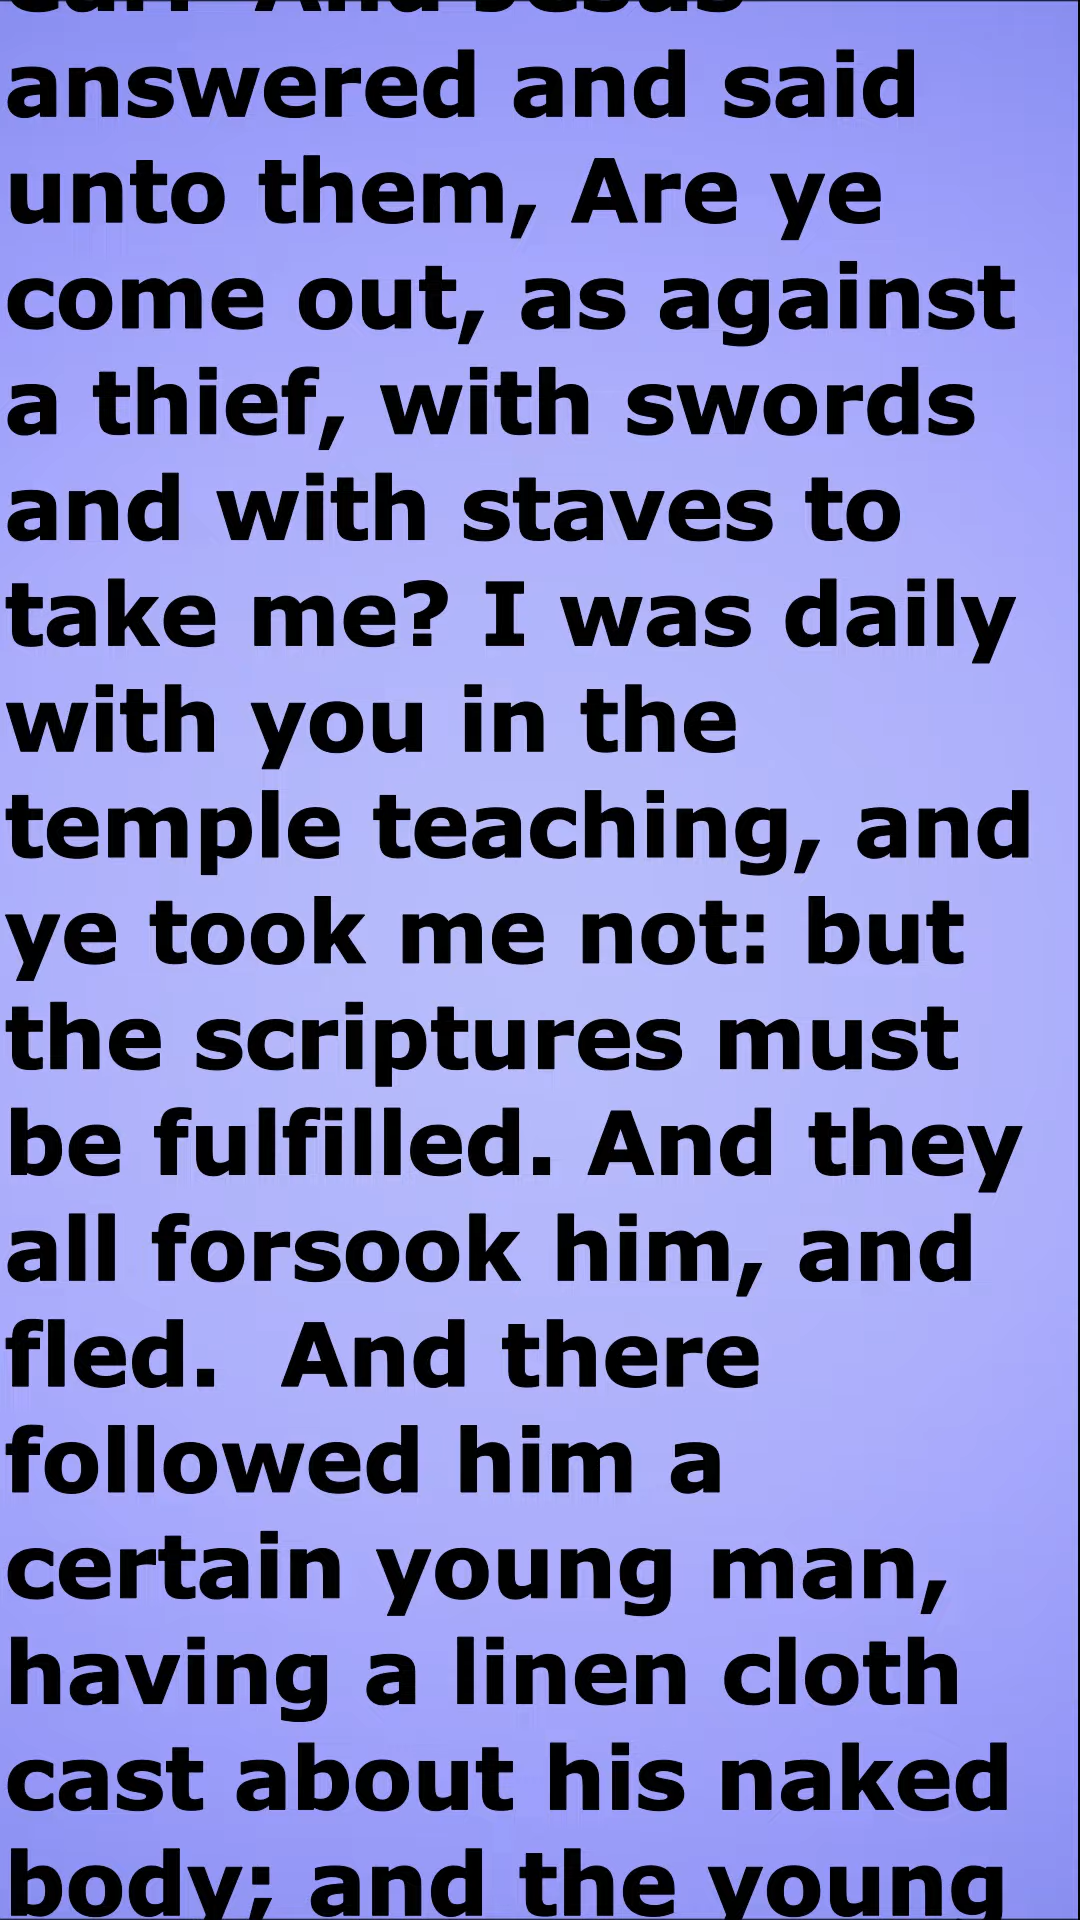 ear. And Jesus
answered and said
unto them, Are ye
come out, as against
a thief, with swords
and with staves to
take me? I was daily
with you in the
temple teaching, and
ye took me not: but
the scriptures must
be fulfilled. And they
all forsook him, and
fled.  And there
followed him a
certain young man,
having a linen cloth
cast about his naked
body; and the young